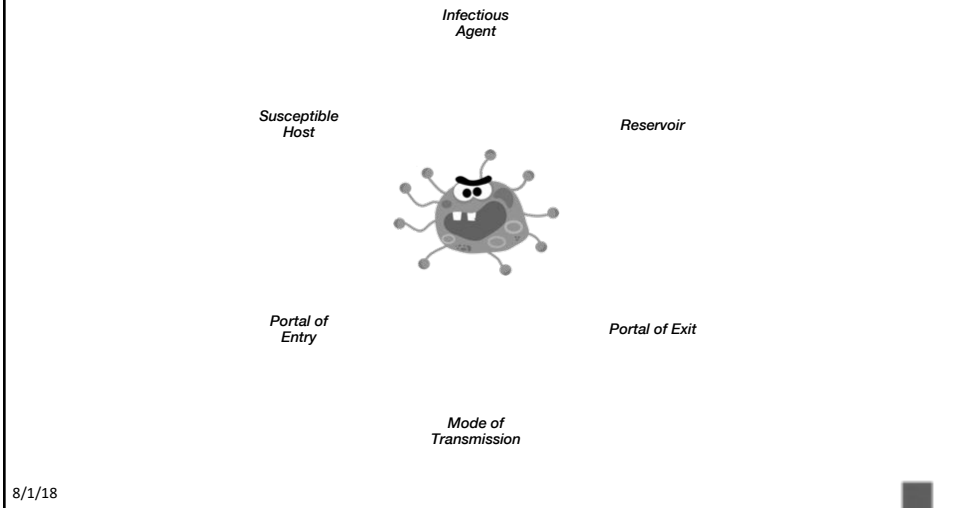 Infectious
Agent
Susceptible
Host
Reservoir
Portal of
Entry
Portal of Exit
Mode of
Transmission
8/1/18